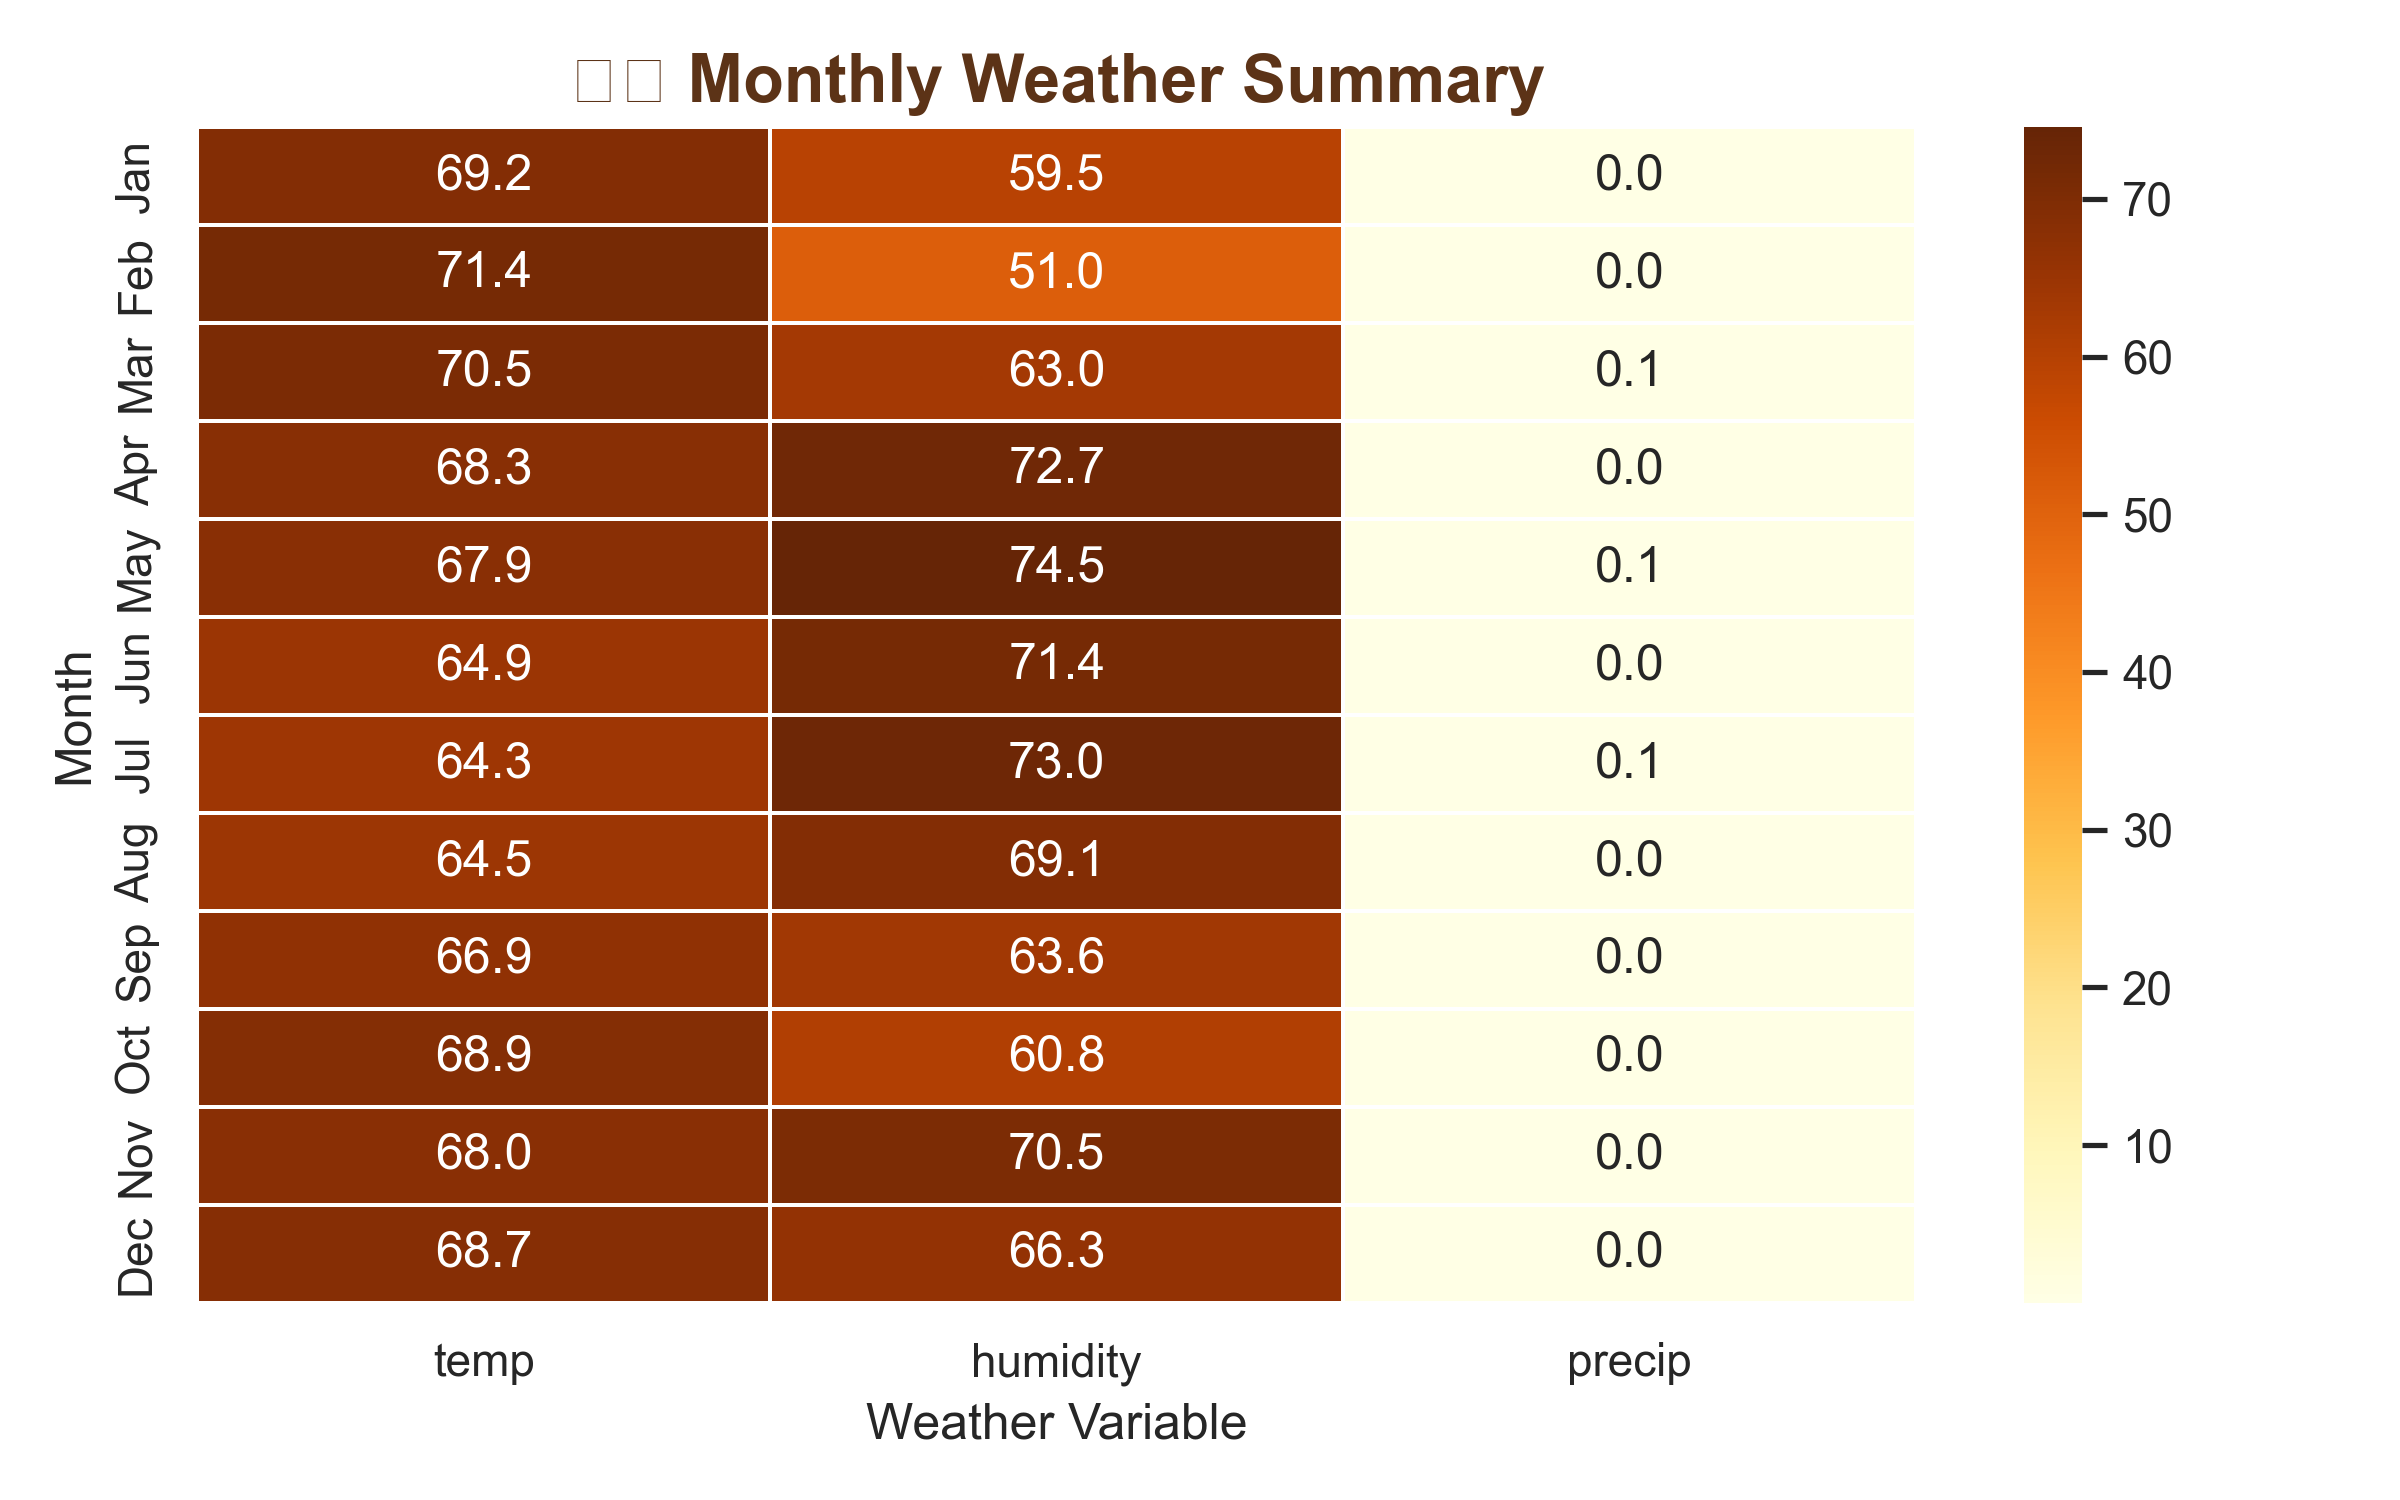 Monthly Weather Summary
Month
Jan 69.2 59.5 0.0
Feb 71.4 51.0 0.0
Mar 70.5 63.0 0.1
Apr 68.3 72.7 0.0
May 67.9 74.5 0.1
Jun 64.9 71.4 0.0
Jul 64.3 73.0 0.1
Aug 64.5 69.1 0.0
Sep 66.9 63.6 0.0
Oct 68.9 60.8 0.0
Nov 68.0 70.5 0.0
Dec 68.7 66.3 0.0
temp humidity precip
Weather Variable
70
60
50
40
30
20
10